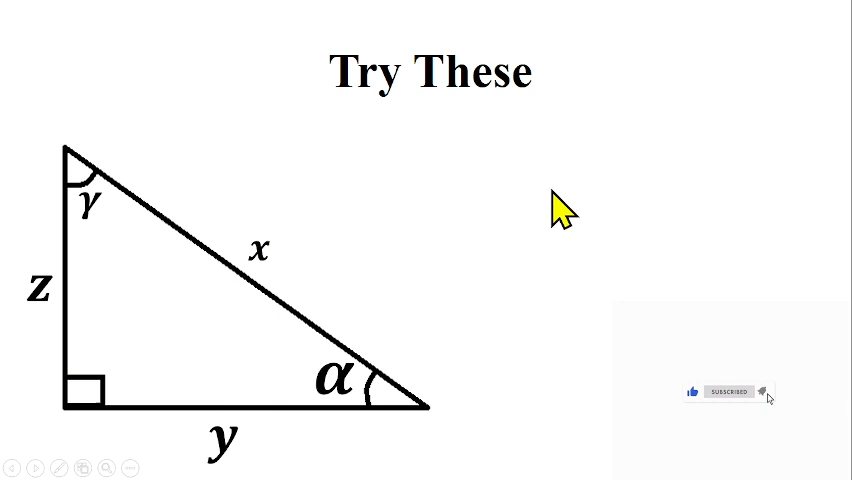 Try These
γ
x
z
α
y
SUBSCRIBED